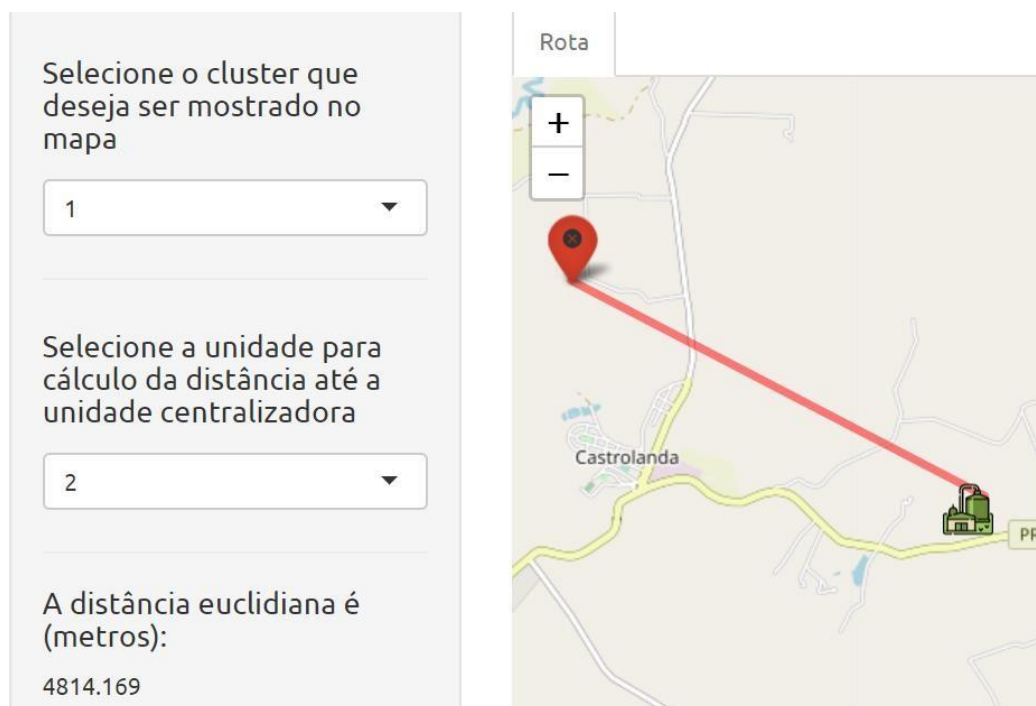 Selecione o cluster que
deseja ser mostrado no
mapa
1
Selecione a unidade para
cálculo da distância até a
unidade centralizadora
2
A distância euclidiana é
(metros):
4814.169
Rota
+
−
Castrolanda
PR